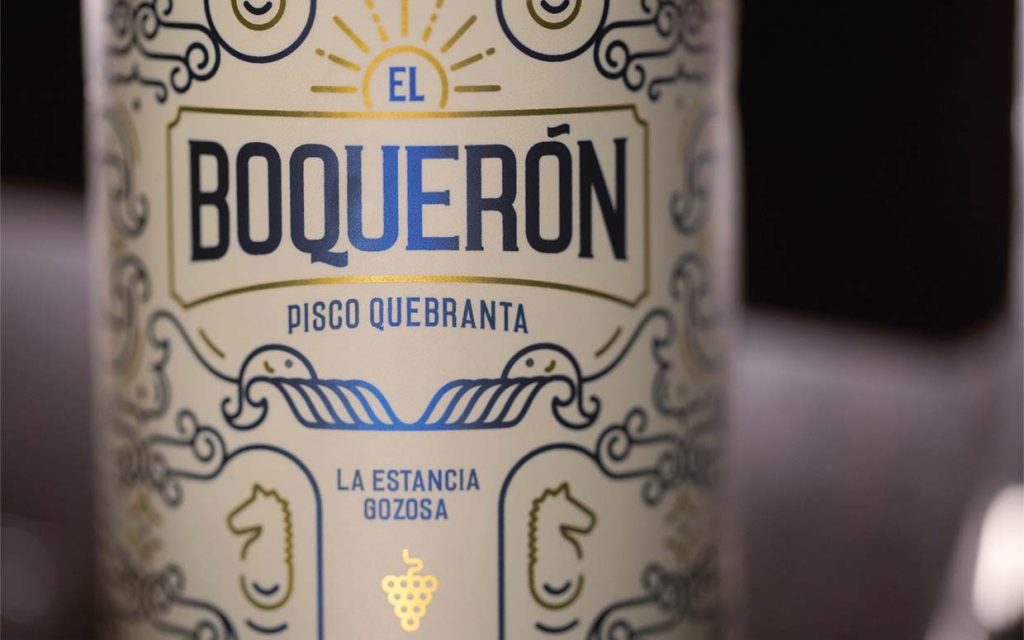 EL
BOQUERÓN
PISCO QUEBRANTA
LA ESTANCIA
GOZOSA